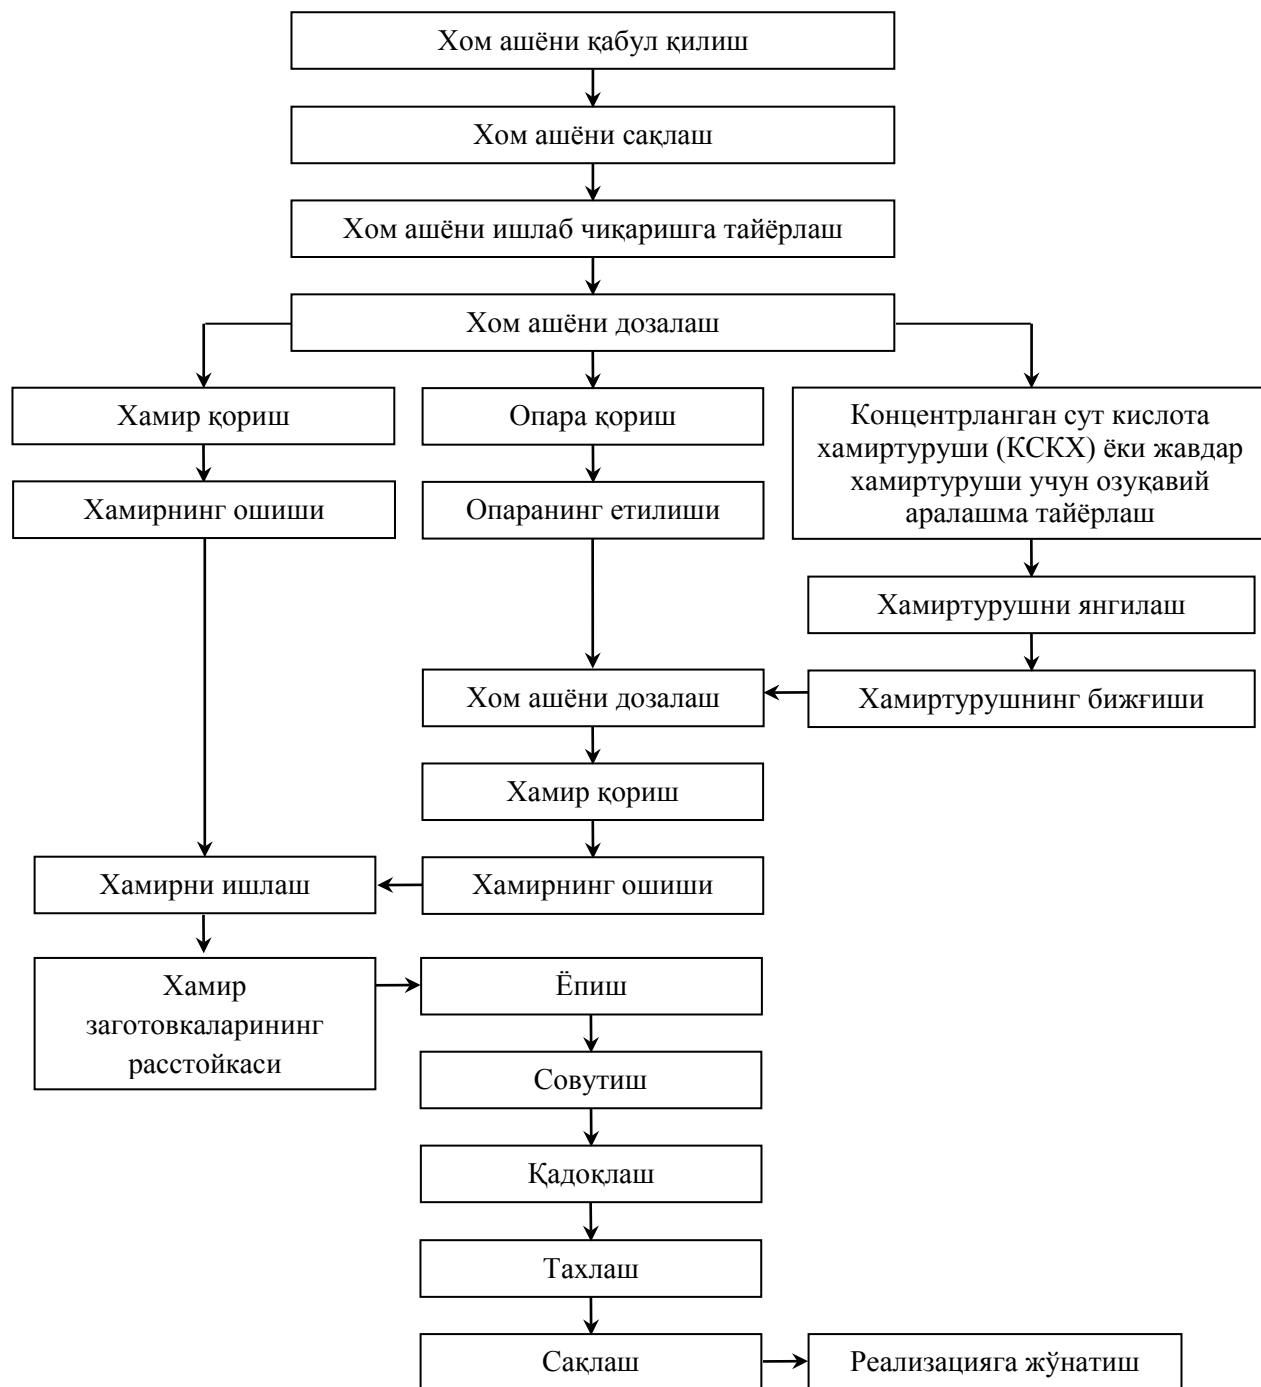 Хом ашёни қабул қилиш
Хом ашёни сақлаш
Хом ашёни ишлаб чиқаришга тайёрлаш
Хом ашёни дозалаш
Хамир қориш
Опара қориш
Концентрланган сут кислота
хамиртуруши (КСКХ) ёки жавдар
хамиртуруши учун озуқавий
аралашма тайёрлаш
Хамирнинг ошиши
Опаранинг етилиши
Хамиртурушни янгилаш
Хом ашёни дозалаш
Хамиртурушнинг бижғиши
Хамир қориш
Хамирни ишлаш
Хамирнинг ошиши
Хамир
заготовкаларининг
расстойкаси
Ёпиш
Совутиш
Қадоқлаш
Тахлаш
Сақлаш
Реализацияга жўнатиш